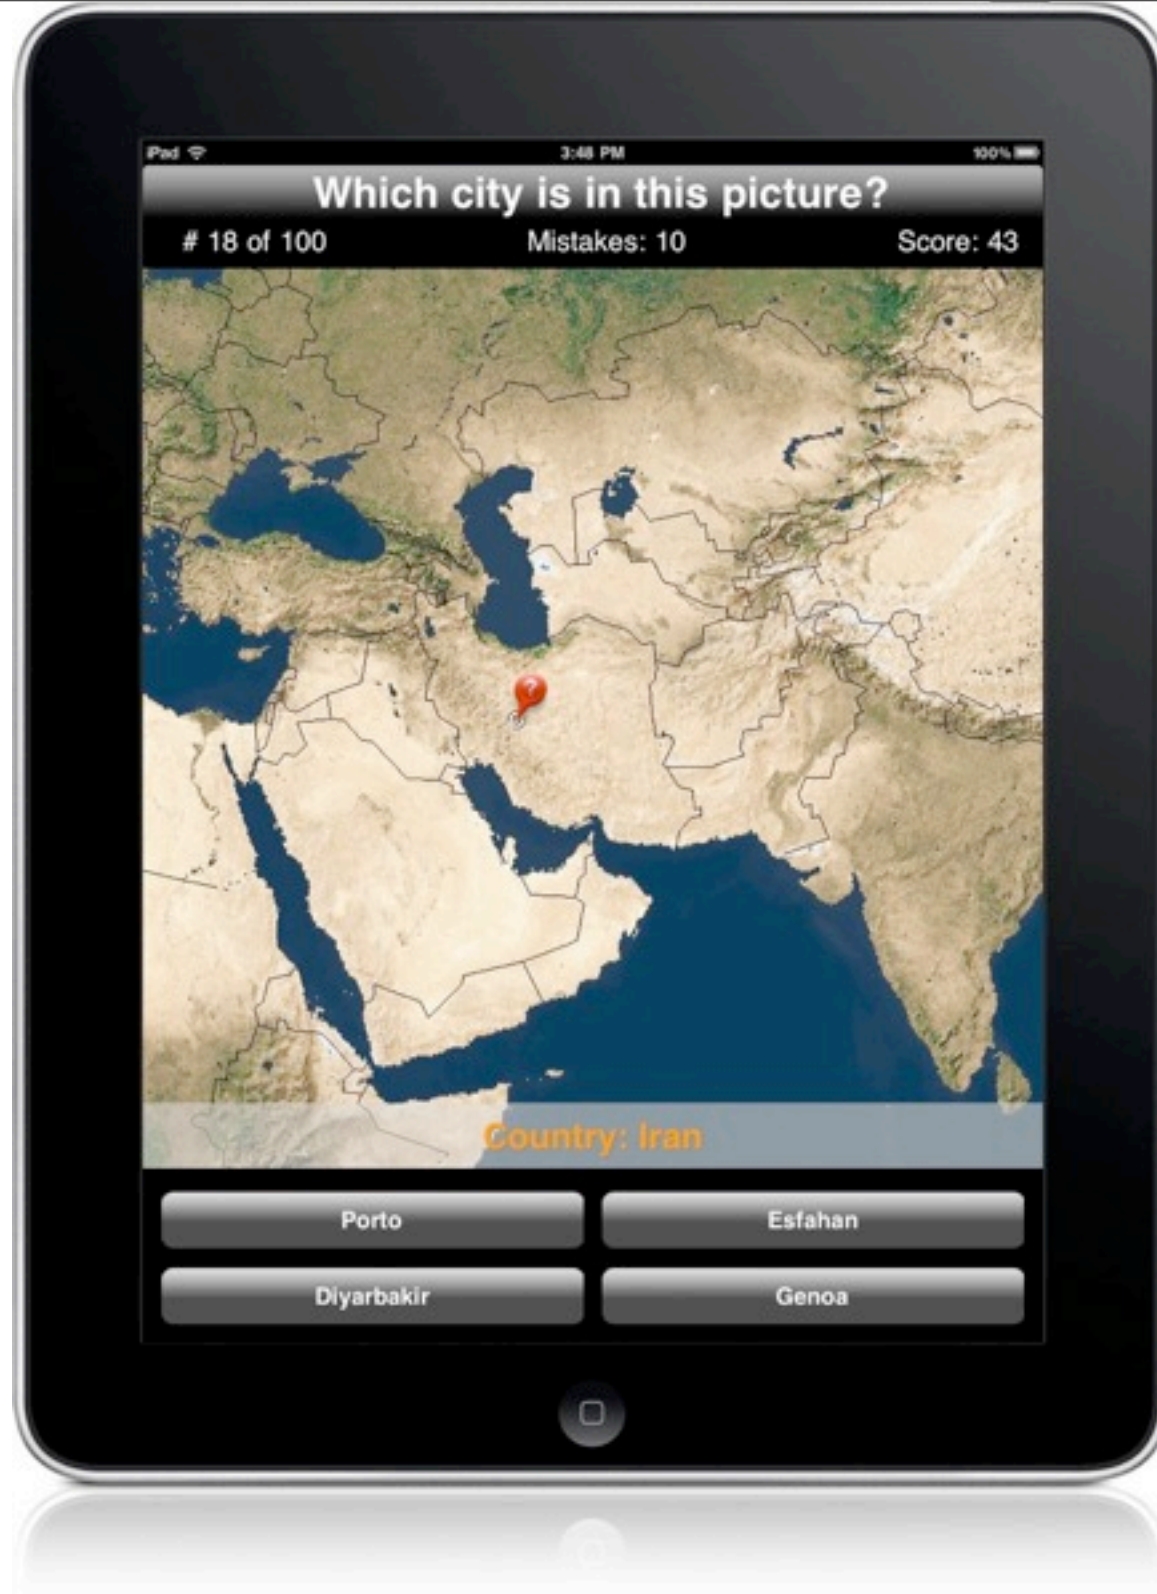 iPad 3:48 PM 100%
Which city is in this picture?
# 18 of 100 Mistakes: 10 Score: 43
?
Country: Iran
Porto Esfahan
Diyarbakir Genoa